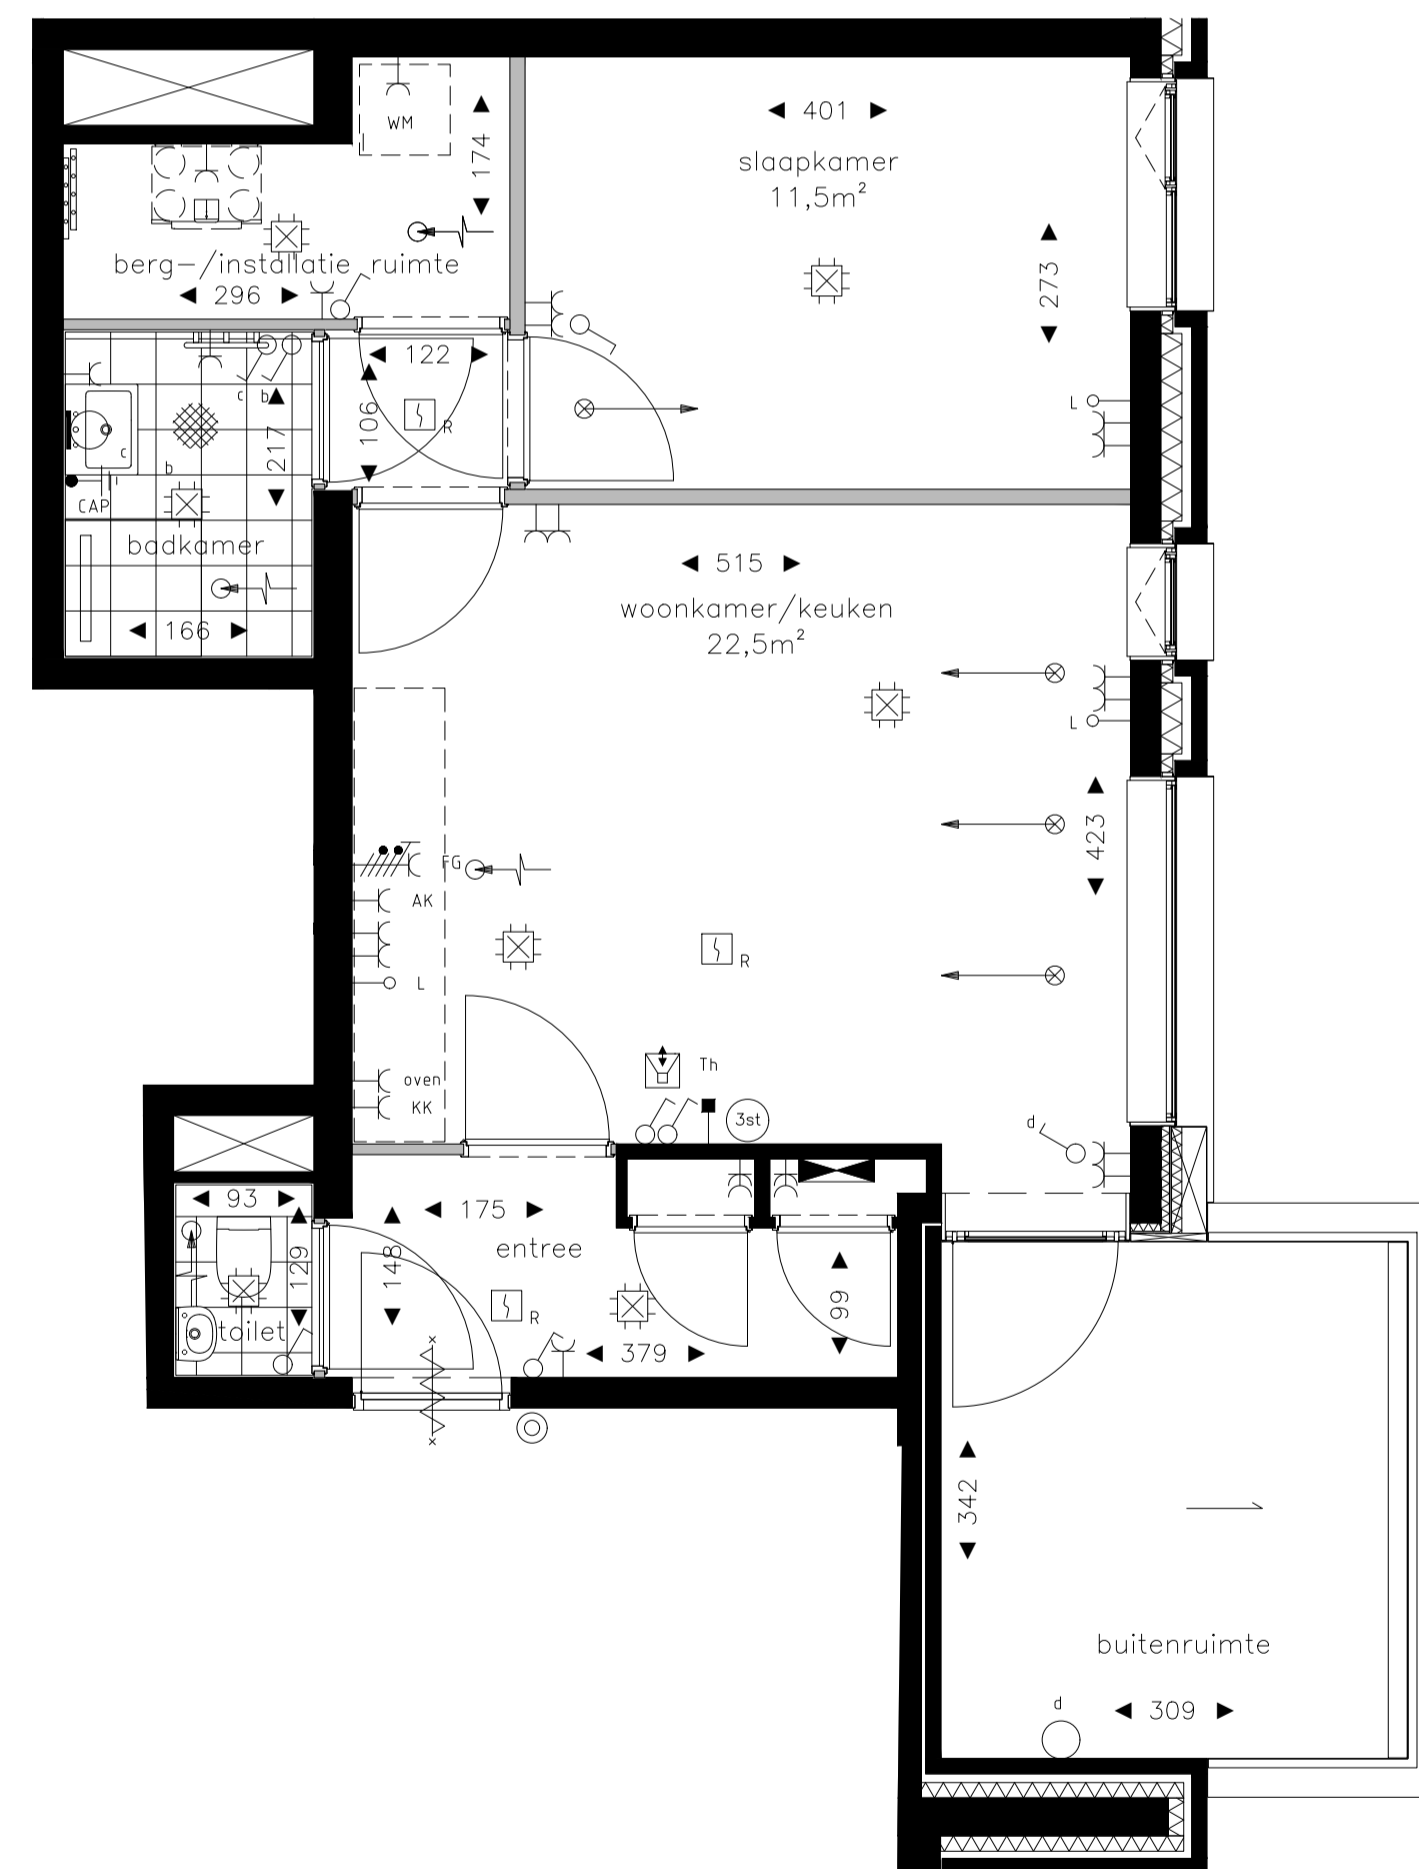 401
slaapkamer
11,5m²
WM
174
berg-/installatie ruimte
296
273
122
106
R
c b
217
c
b
CAP
badkamer
166
L
515
woonkamer/keuken
22,5m²
L
423
FG
AK
L
R
oven
KK
Th
3st
d
93
129
toilet
175
148
entree
R
379
99
342
buitenruimte
d
309